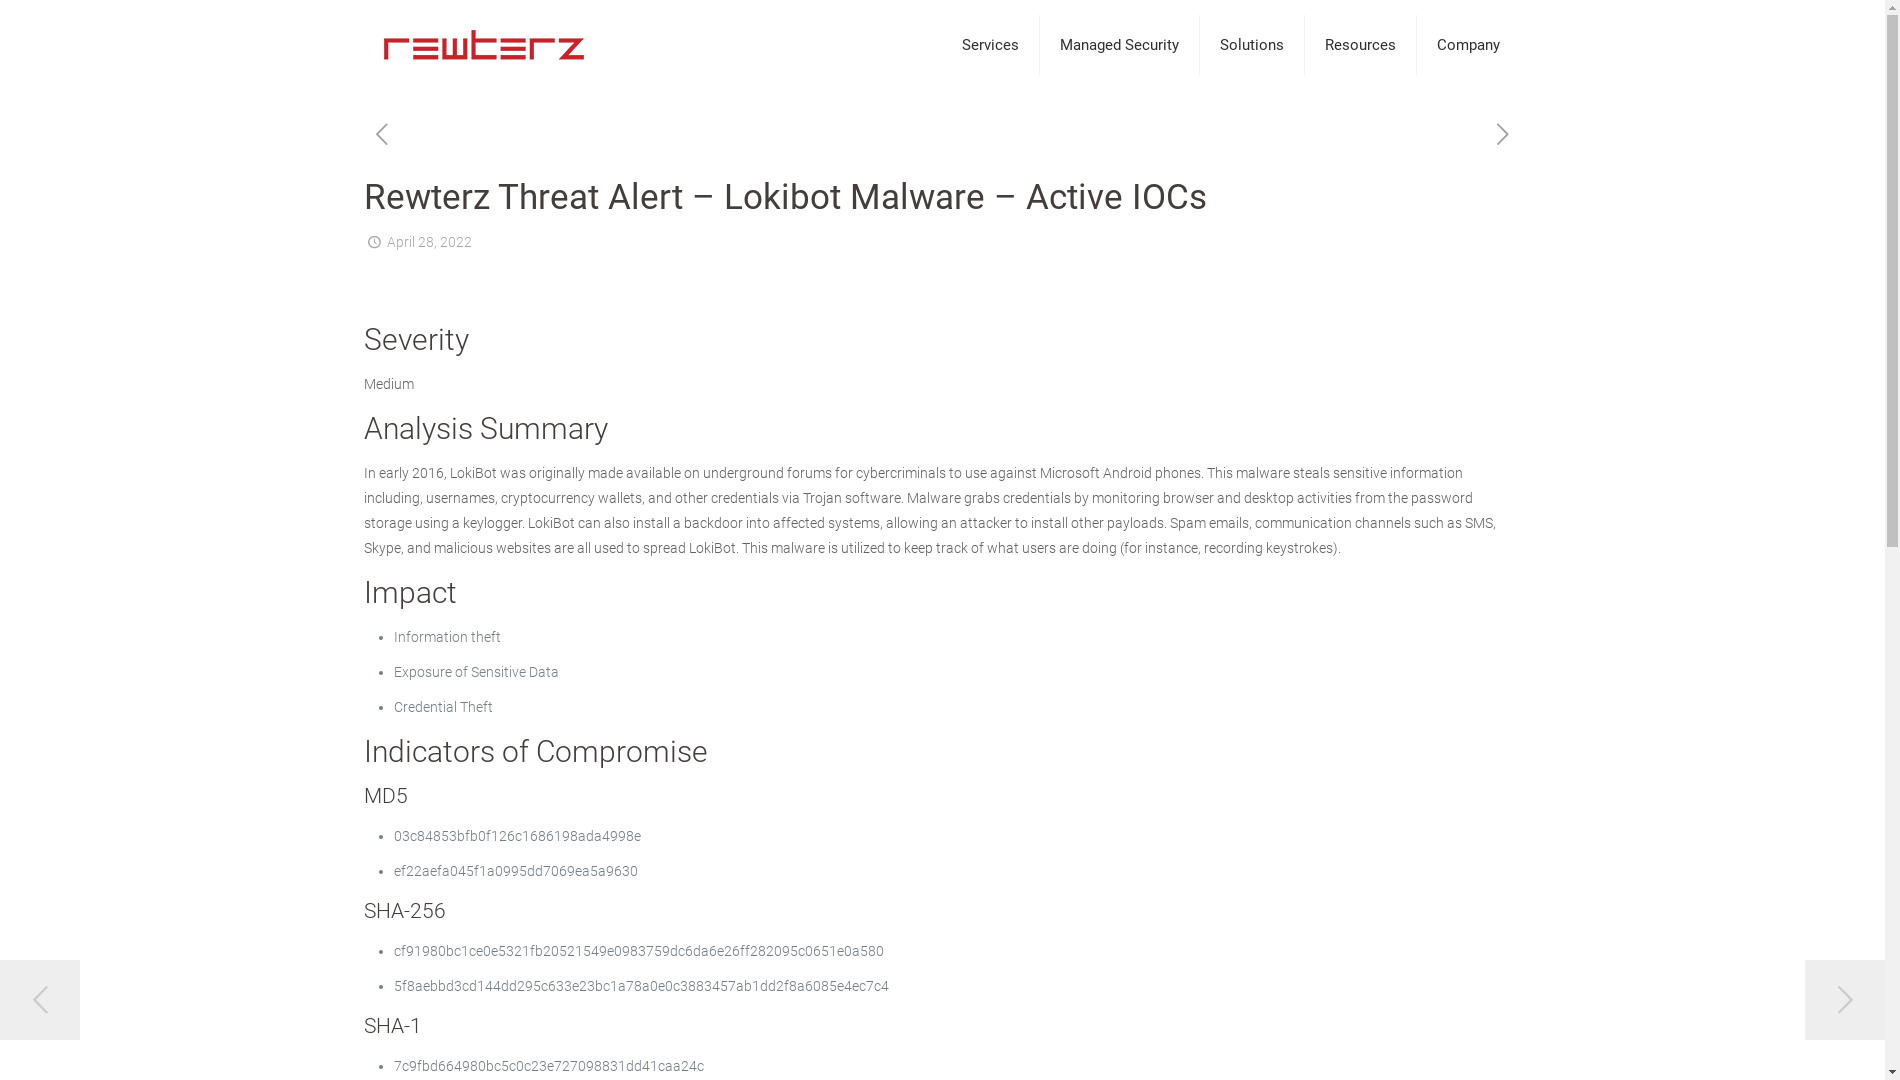 rewterz
Services
Managed Security
Solutions
Resources
Company
Rewterz Threat Alert – Lokibot Malware – Active IOCs
April 28, 2022
Severity
Medium
Analysis Summary
In early 2016, LokiBot was originally made available on underground forums for cybercriminals to use against Microsoft Android phones. This malware steals sensitive information
including, usernames, cryptocurrency wallets, and other credentials via Trojan software. Malware grabs credentials by monitoring browser and desktop activities from the password
storage using a keylogger. LokiBot can also install a backdoor into affected systems, allowing an attacker to install other payloads. Spam emails, communication channels such as SMS,
Skype, and malicious websites are all used to spread LokiBot. This malware is utilized to keep track of what users are doing (for instance, recording keystrokes).
Impact
• Information theft
• Exposure of Sensitive Data
• Credential Theft
Indicators of Compromise
MD5
• 03c84853bfb0f126c1686198ada4998e
• ef22aefa045f1a0995dd7069ea5a9630
SHA-256
• cf91980bc1ce0e5321fb20521549e0983759dc6da6e26ff282095c0651e0a580
• 5f8aebbd3cd144dd295c633e23bc1a78a0e0c3883457ab1dd2f8a6085e4ec7c4
SHA-1
• 7c9fbd664980bc5c0c23e727098831dd41caa24c